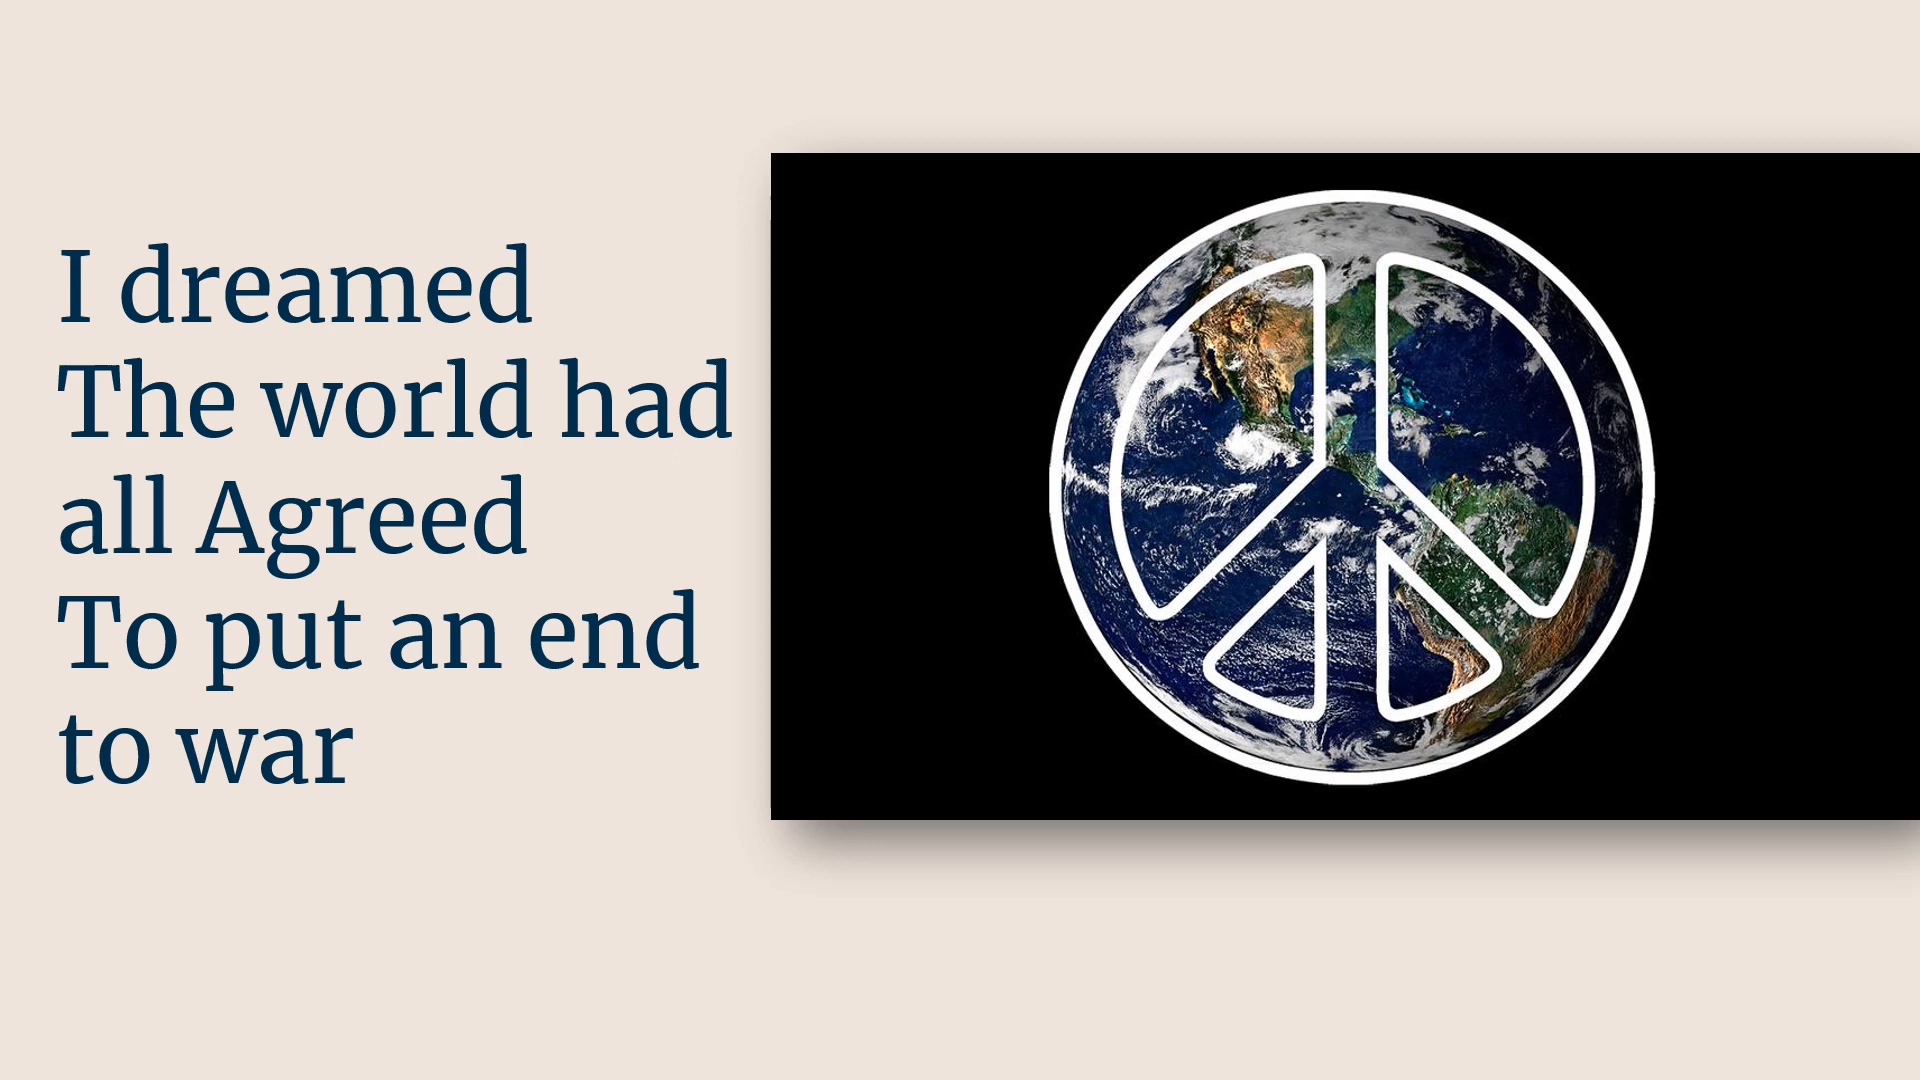 I dreamed
The world had
all Agreed
To put an end
to war